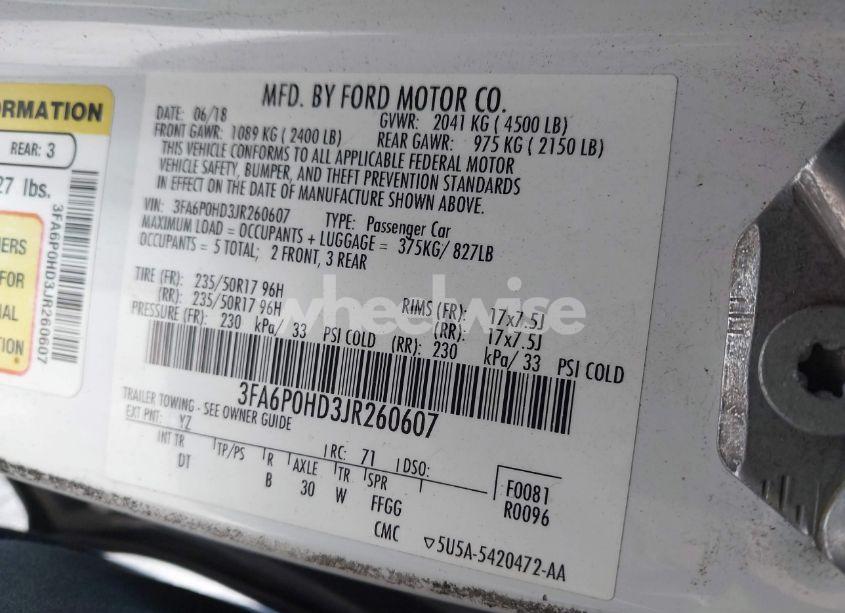 ORMATION
REAR: 3
27 lbs.
NERS
FOR
IAL
TION
3FA6P0HD3JR260607
MFD. BY FORD MOTOR CO.
DATE: 06/18 GVWR: 2041 KG ( 4500 LB)
FRONT GAWR: 1089 KG ( 2400 LB) REAR GAWR: 975 KG ( 2150 LB)
THIS VEHICLE CONFORMS TO ALL APPLICABLE FEDERAL MOTOR
VEHICLE SAFETY, BUMPER, AND THEFT PREVENTION STANDARDS
IN EFFECT ON THE DATE OF MANUFACTURE SHOWN ABOVE.
VIN: 3FA6P0HD3JR260607 TYPE: Passenger Car
MAXIMUM LOAD = OCCUPANTS + LUGGAGE = 375KG/ 827LB
OCCUPANTS = 5 TOTAL; 2 FRONT, 3 REAR
TIRE (FR): 235/50R17 96H RIMS (FR): 17x7.5J
(RR): 235/50R17 96H (RR): 17x7.5J
PRESSURE (FR): 230 kPa/ 33 PSI COLD (RR): 230 kPa/ 33 PSI COLD
3FA6P0HD3JR260607
TRAILER TOWING - SEE OWNER GUIDE
EXT PNT: YZ RC: 71 DSO:
INT TR TP/PS R AXLE TR SPR F0081
DT B 30 W FFGG R0096
CMC ▽5U5A-5420472-AA
wheelwise